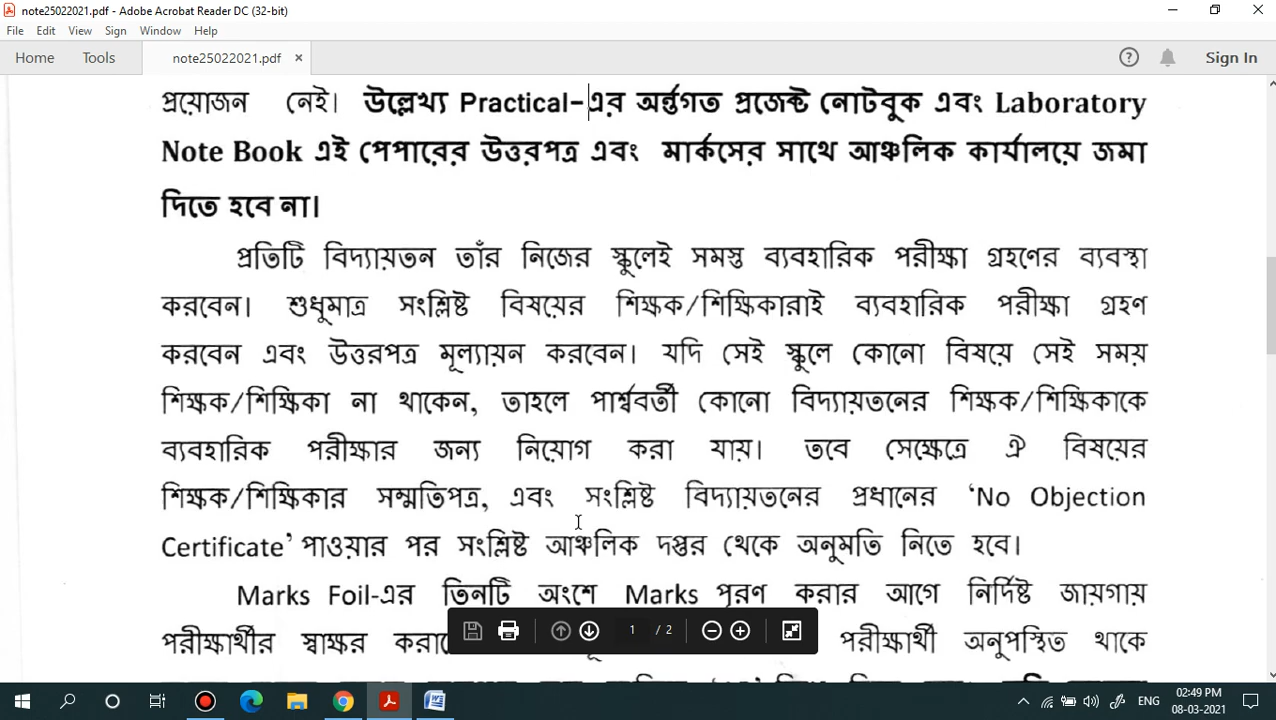 note25022021.pdf - Adobe Acrobat Reader DC (32-bit)
File Edit View Sign Window Help
Home Tools note25022021.pdf × Sign In
প্রয়োজন নেই। উল্লেখ্য Practical-এর অর্ন্তগত প্রজেক্ট নোটবুক এবং Laboratory
Note Book এই পেপারের উত্তরপত্র এবং মার্কসের সাথে আঞ্চলিক কার্যালয়ে জমা
দিতে হবে না।
প্রতিটি বিদ্যায়তন তাঁর নিজের স্কুলেই সমস্ত ব্যবহারিক পরীক্ষা গ্রহণের ব্যবস্থা
করবেন। শুধুমাত্র সংশ্লিষ্ট বিষয়ের শিক্ষক/শিক্ষিকারাই ব্যবহারিক পরীক্ষা গ্রহণ
করবেন এবং উত্তরপত্র মূল্যায়ন করবেন। যদি সেই স্কুলে কোনো বিষয়ে সেই সময়
শিক্ষক/শিক্ষিকা না থাকেন, তাহলে পার্শ্ববর্তী কোনো বিদ্যায়তনের শিক্ষক/শিক্ষিকাকে
ব্যবহারিক পরীক্ষার জন্য নিয়োগ করা যায়। তবে সেক্ষেত্রে ঐ বিষয়ের
শিক্ষক/শিক্ষিকার সম্মতিপত্র, এবং সংশ্লিষ্ট বিদ্যায়তনের প্রধানের ‘No Objection
Certificate’ পাওয়ার পর সংশ্লিষ্ট আঞ্চলিক দপ্তর থেকে অনুমতি নিতে হবে।
Marks Foil-এর তিনটি অংশে Marks পূরণ করার আগে নির্দিষ্ট জায়গায়
পরীক্ষার্থীর স্বাক্ষর পরীক্ষার্থী অনুপস্থিত থাকে
1 / 2
ENG 02:49 PM
08-03-2021